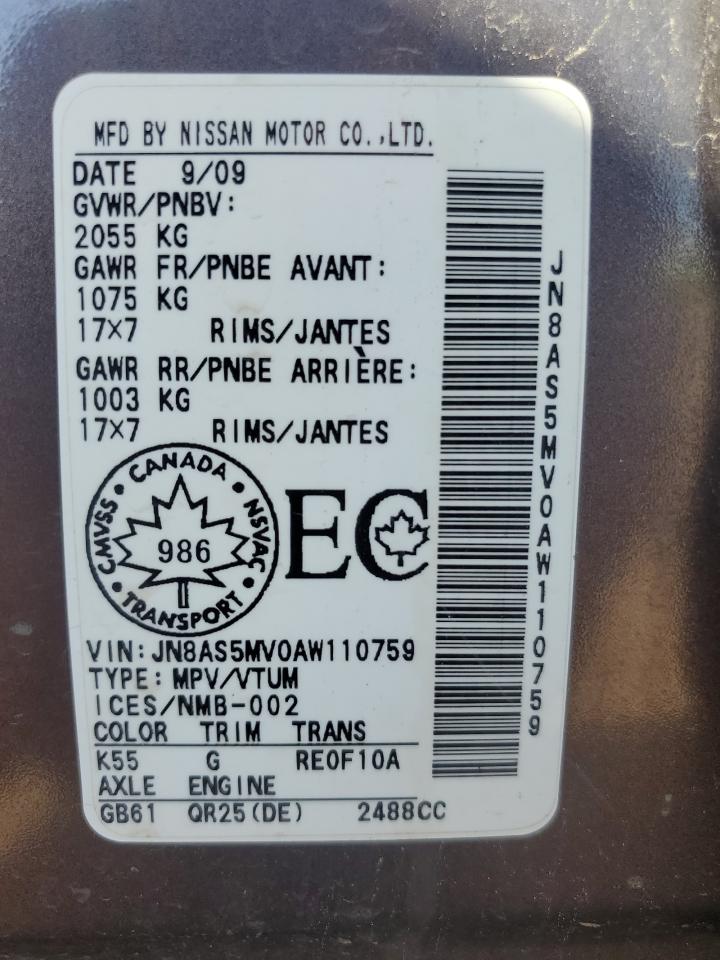 MFD BY NISSAN MOTOR CO.,LTD.
DATE 9/09
GVWR/PNBV:
2055 KG
GAWR FR/PNBE AVANT:
1075 KG
17×7 RIMS/JANTES
GAWR RR/PNBE ARRIÈRE:
1003 KG
17×7 RIMS/JANTES
CMVSS • CANADA • NSVAC • TRANSPORT •
986
EC
VIN:JN8AS5MV0AW110759
TYPE:MPV/VTUM
ICES/NMB-002
COLOR TRIM TRANS
K55 G RE0F10A
AXLE ENGINE
GB61 QR25(DE) 2488CC
JN8AS5MV0AW110759